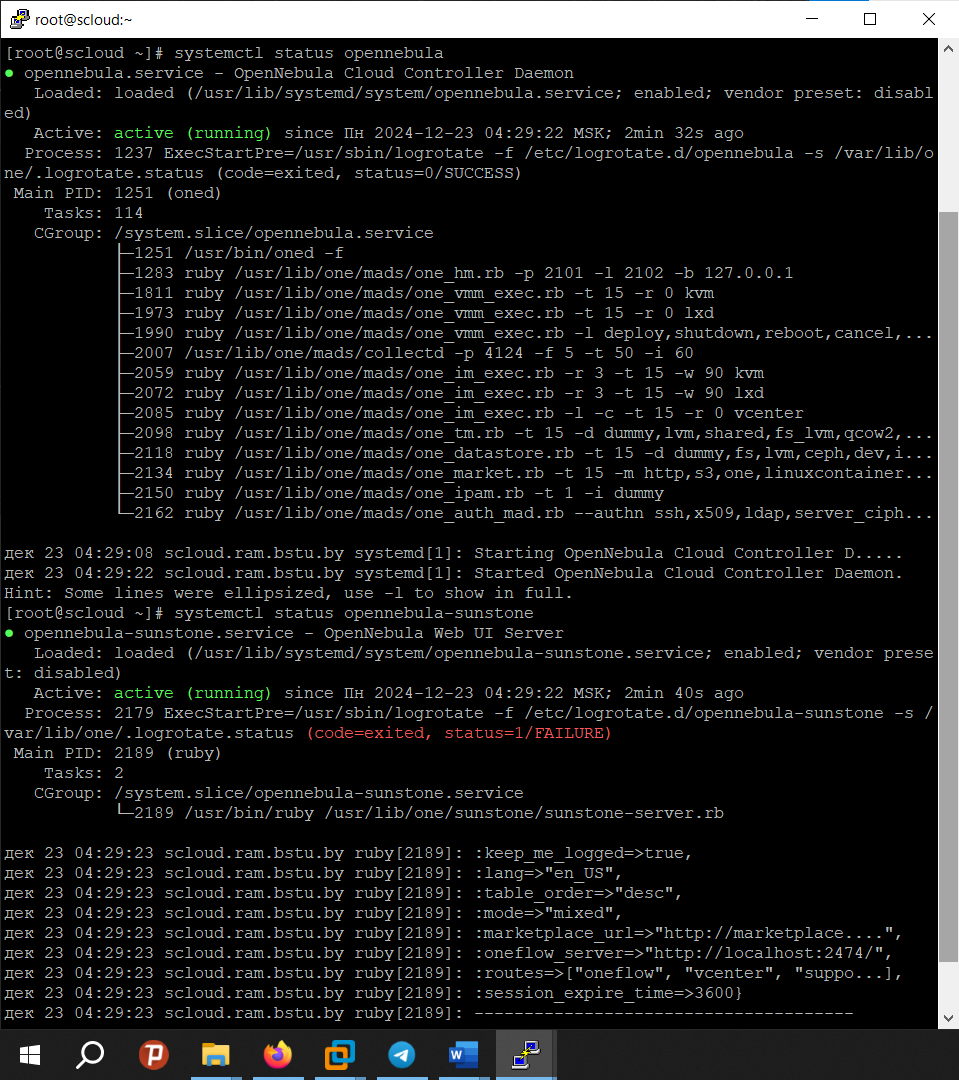 root@scloud:~
[root@scloud ~]# systemctl status opennebula
● opennebula.service - OpenNebula Cloud Controller Daemon
   Loaded: loaded (/usr/lib/systemd/system/opennebula.service; enabled; vendor preset: disabl
ed)
   Active: active (running) since Пн 2024-12-23 04:29:22 MSK; 2min 32s ago
  Process: 1237 ExecStartPre=/usr/sbin/logrotate -f /etc/logrotate.d/opennebula -s /var/lib/o
ne/.logrotate.status (code=exited, status=0/SUCCESS)
 Main PID: 1251 (oned)
    Tasks: 114
   CGroup: /system.slice/opennebula.service
           ├─1251 /usr/bin/oned -f
           ├─1283 ruby /usr/lib/one/mads/one_hm.rb -p 2101 -l 2102 -b 127.0.0.1
           ├─1811 ruby /usr/lib/one/mads/one_vmm_exec.rb -t 15 -r 0 kvm
           ├─1973 ruby /usr/lib/one/mads/one_vmm_exec.rb -t 15 -r 0 lxd
           ├─1990 ruby /usr/lib/one/mads/one_vmm_exec.rb -l deploy,shutdown,reboot,cancel,...
           ├─2007 /usr/lib/one/mads/collectd -p 4124 -f 5 -t 50 -i 60
           ├─2059 ruby /usr/lib/one/mads/one_im_exec.rb -r 3 -t 15 -w 90 kvm
           ├─2072 ruby /usr/lib/one/mads/one_im_exec.rb -r 3 -t 15 -w 90 lxd
           ├─2085 ruby /usr/lib/one/mads/one_im_exec.rb -l -c -t 15 -r 0 vcenter
           ├─2098 ruby /usr/lib/one/mads/one_tm.rb -t 15 -d dummy,lvm,shared,fs_lvm,qcow2,...
           ├─2118 ruby /usr/lib/one/mads/one_datastore.rb -t 15 -d dummy,fs,lvm,ceph,dev,i...
           ├─2134 ruby /usr/lib/one/mads/one_market.rb -t 15 -m http,s3,one,linuxcontainer...
           ├─2150 ruby /usr/lib/one/mads/one_ipam.rb -t 1 -i dummy
           └─2162 ruby /usr/lib/one/mads/one_auth_mad.rb --authn ssh,x509,ldap,server_ciph...
дек 23 04:29:08 scloud.ram.bstu.by systemd[1]: Starting OpenNebula Cloud Controller D.....
дек 23 04:29:22 scloud.ram.bstu.by systemd[1]: Started OpenNebula Cloud Controller Daemon.
Hint: Some lines were ellipsized, use -l to show in full.
[root@scloud ~]# systemctl status opennebula-sunstone
● opennebula-sunstone.service - OpenNebula Web UI Server
   Loaded: loaded (/usr/lib/systemd/system/opennebula-sunstone.service; enabled; vendor prese
t: disabled)
   Active: active (running) since Пн 2024-12-23 04:29:22 MSK; 2min 40s ago
  Process: 2179 ExecStartPre=/usr/sbin/logrotate -f /etc/logrotate.d/opennebula-sunstone -s /
var/lib/one/.logrotate.status (code=exited, status=1/FAILURE)
 Main PID: 2189 (ruby)
    Tasks: 2
   CGroup: /system.slice/opennebula-sunstone.service
           └─2189 /usr/bin/ruby /usr/lib/one/sunstone/sunstone-server.rb
дек 23 04:29:23 scloud.ram.bstu.by ruby[2189]: :keep_me_logged=>true,
дек 23 04:29:23 scloud.ram.bstu.by ruby[2189]: :lang=>"en_US",
дек 23 04:29:23 scloud.ram.bstu.by ruby[2189]: :table_order=>"desc",
дек 23 04:29:23 scloud.ram.bstu.by ruby[2189]: :mode=>"mixed",
дек 23 04:29:23 scloud.ram.bstu.by ruby[2189]: :marketplace_url=>"http://marketplace....",
дек 23 04:29:23 scloud.ram.bstu.by ruby[2189]: :oneflow_server=>"http://localhost:2474/",
дек 23 04:29:23 scloud.ram.bstu.by ruby[2189]: :routes=>["oneflow", "vcenter", "suppo...],
дек 23 04:29:23 scloud.ram.bstu.by ruby[2189]: :session_expire_time=>3600}
дек 23 04:29:23 scloud.ram.bstu.by ruby[2189]: --------------------------------------